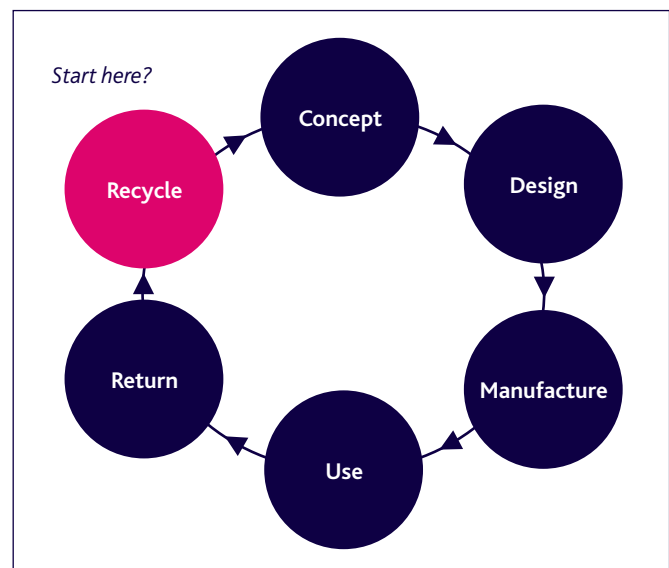 Start here?
Concept
Design
Recycle
Manufacture
Return
Use